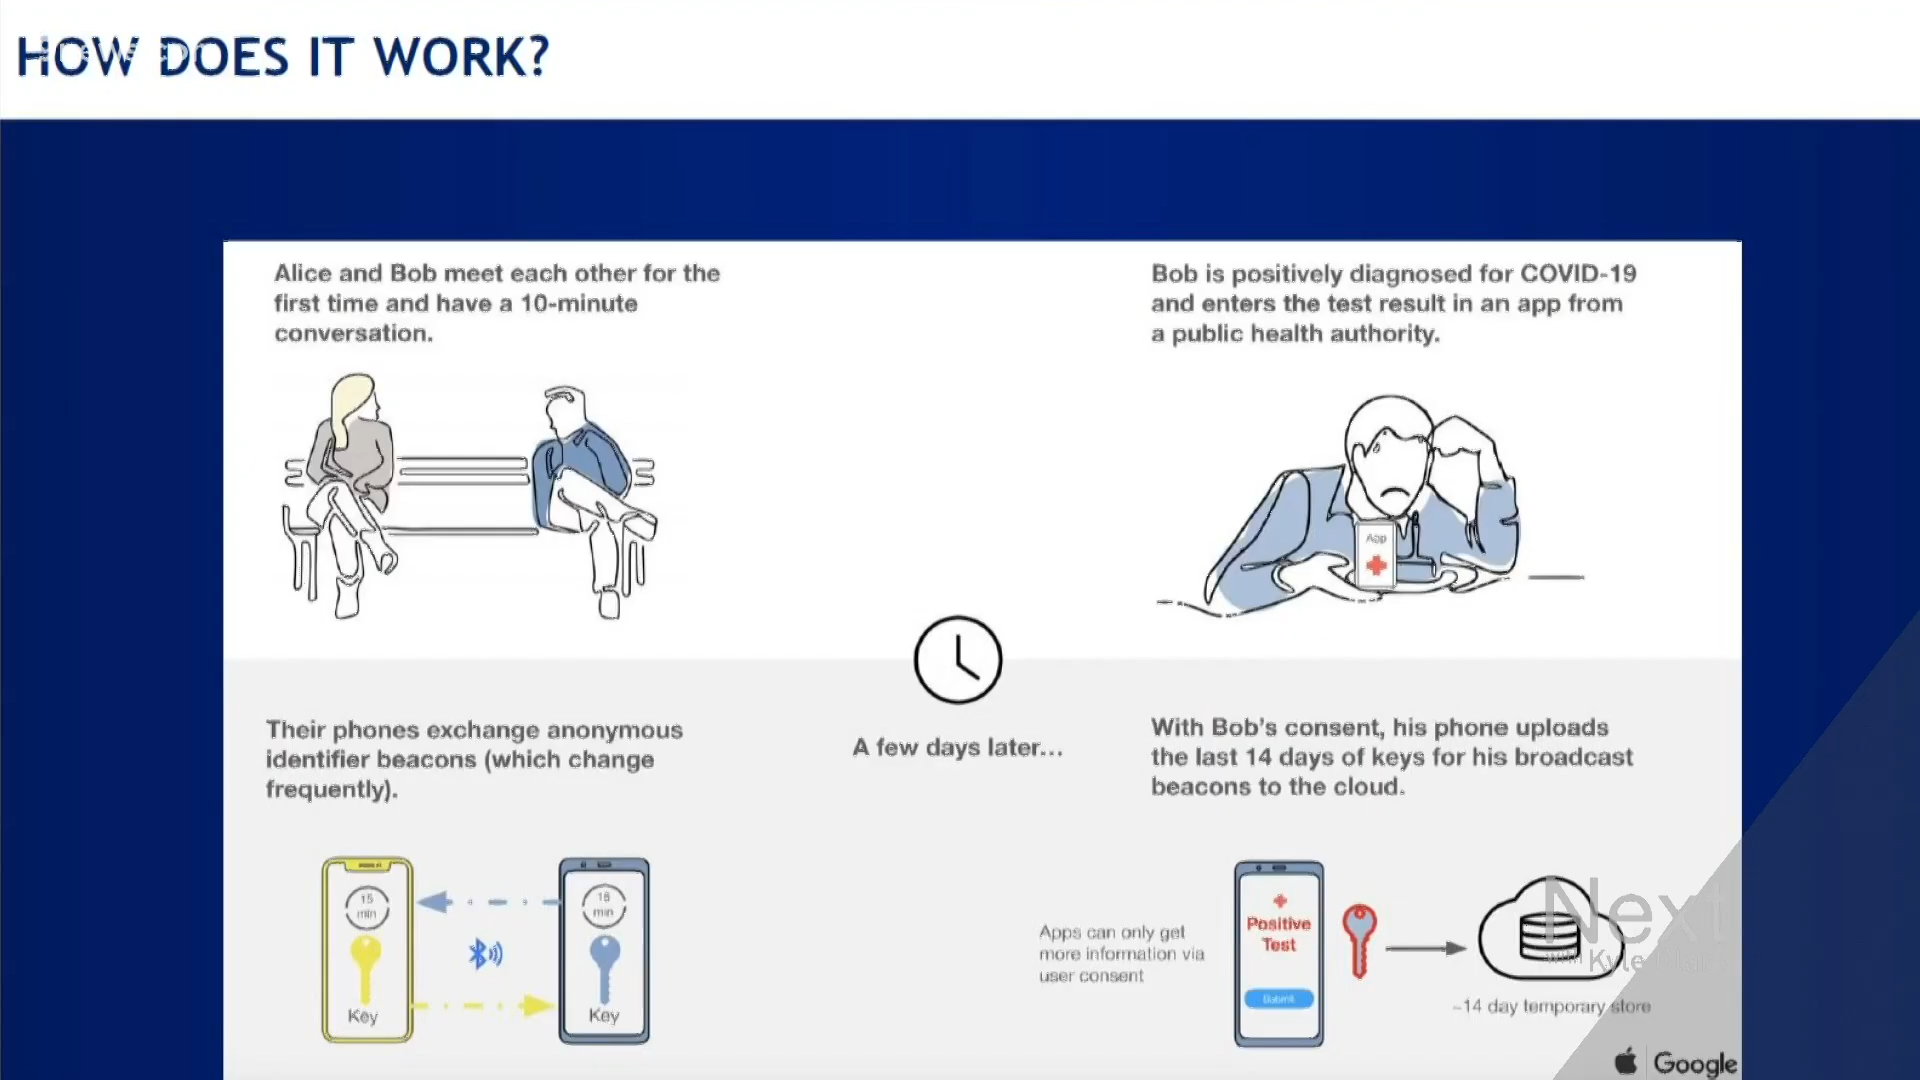 HOW DOES IT WORK?
Alice and Bob meet each other for the
first time and have a 10-minute
conversation.
Bob is positively diagnosed for COVID-19
and enters the test result in an app from
a public health authority.
App
Their phones exchange anonymous
identifier beacons (which change
frequently).
A few days later...
With Bob's consent, his phone uploads
the last 14 days of keys for his broadcast
beacons to the cloud.
15
min
Key
min
Key
Apps can only get
more information via
user consent
Positive
Test
Submit
~14 day temporary store
Next
with Kyle
Google